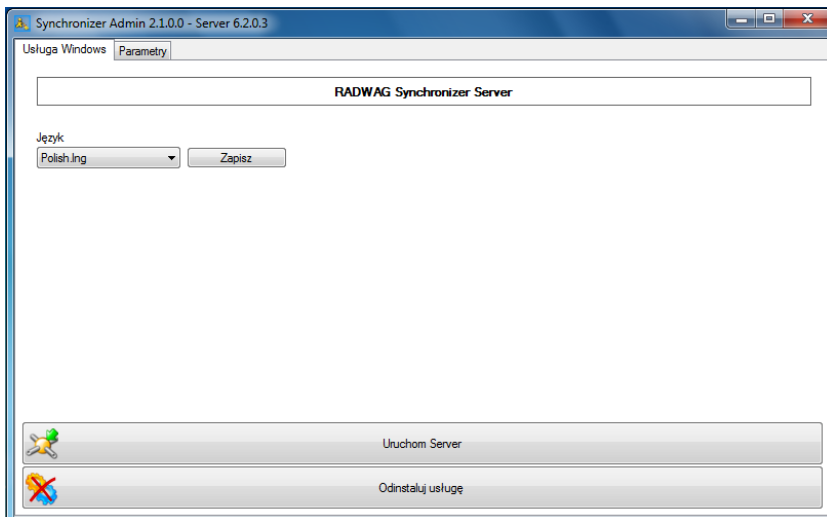 Synchronizer Admin 2.1.0.0 - Server 6.2.0.3
Usługa Windows Parametry
RADWAG Synchronizer Server
Język
Polish.lng Zapisz
Uruchom Server
Odinstaluj usługę